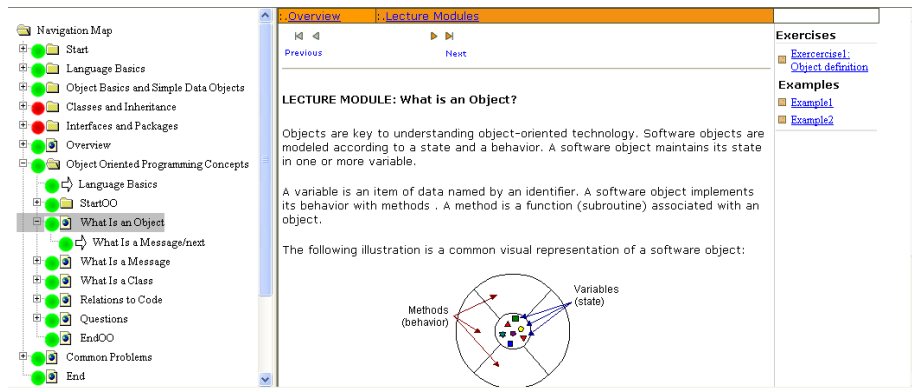 Navigation Map
Start
Language Basics
Object Basics and Simple Data Objects
Classes and Inheritance
Interfaces and Packages
Overview
Object Oriented Programming Concepts
Language Basics
StartOO
What Is an Object
What Is a Message/next
What Is a Message
What Is a Class
Relations to Code
Questions
EndOO
Common Problems
End
:.Overview :.Lecture Modules
Previous Next
LECTURE MODULE: What is an Object?
Objects are key to understanding object-oriented technology. Software objects are
modeled according to a state and a behavior. A software object maintains its state
in one or more variable.
A variable is an item of data named by an identifier. A software object implements
its behavior with methods . A method is a function (subroutine) associated with an
object.
The following illustration is a common visual representation of a software object:
Methods
(behavior)
Variables
(state)
Exercises
Exercercise1:
Object definition
Examples
Example1
Example2